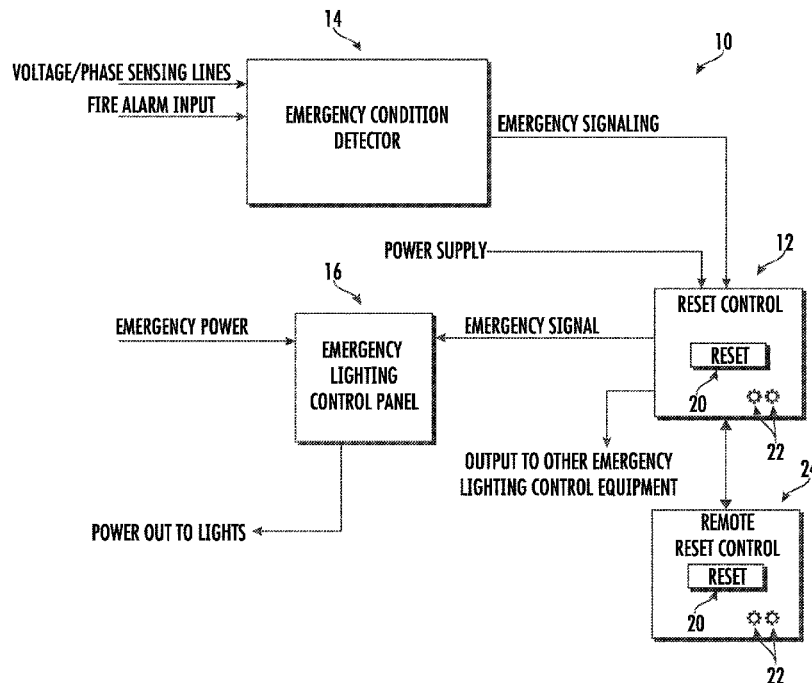 14
10
VOLTAGE/PHASE SENSING LINES
FIRE ALARM INPUT
EMERGENCY CONDITION
DETECTOR
EMERGENCY SIGNALING
POWER SUPPLY
12
16
RESET CONTROL
EMERGENCY POWER
EMERGENCY SIGNAL
EMERGENCY
LIGHTING
CONTROL PANEL
RESET
20
22
OUTPUT TO OTHER EMERGENCY
LIGHTING CONTROL EQUIPMENT
24
POWER OUT TO LIGHTS
REMOTE
RESET CONTROL
RESET
20
22